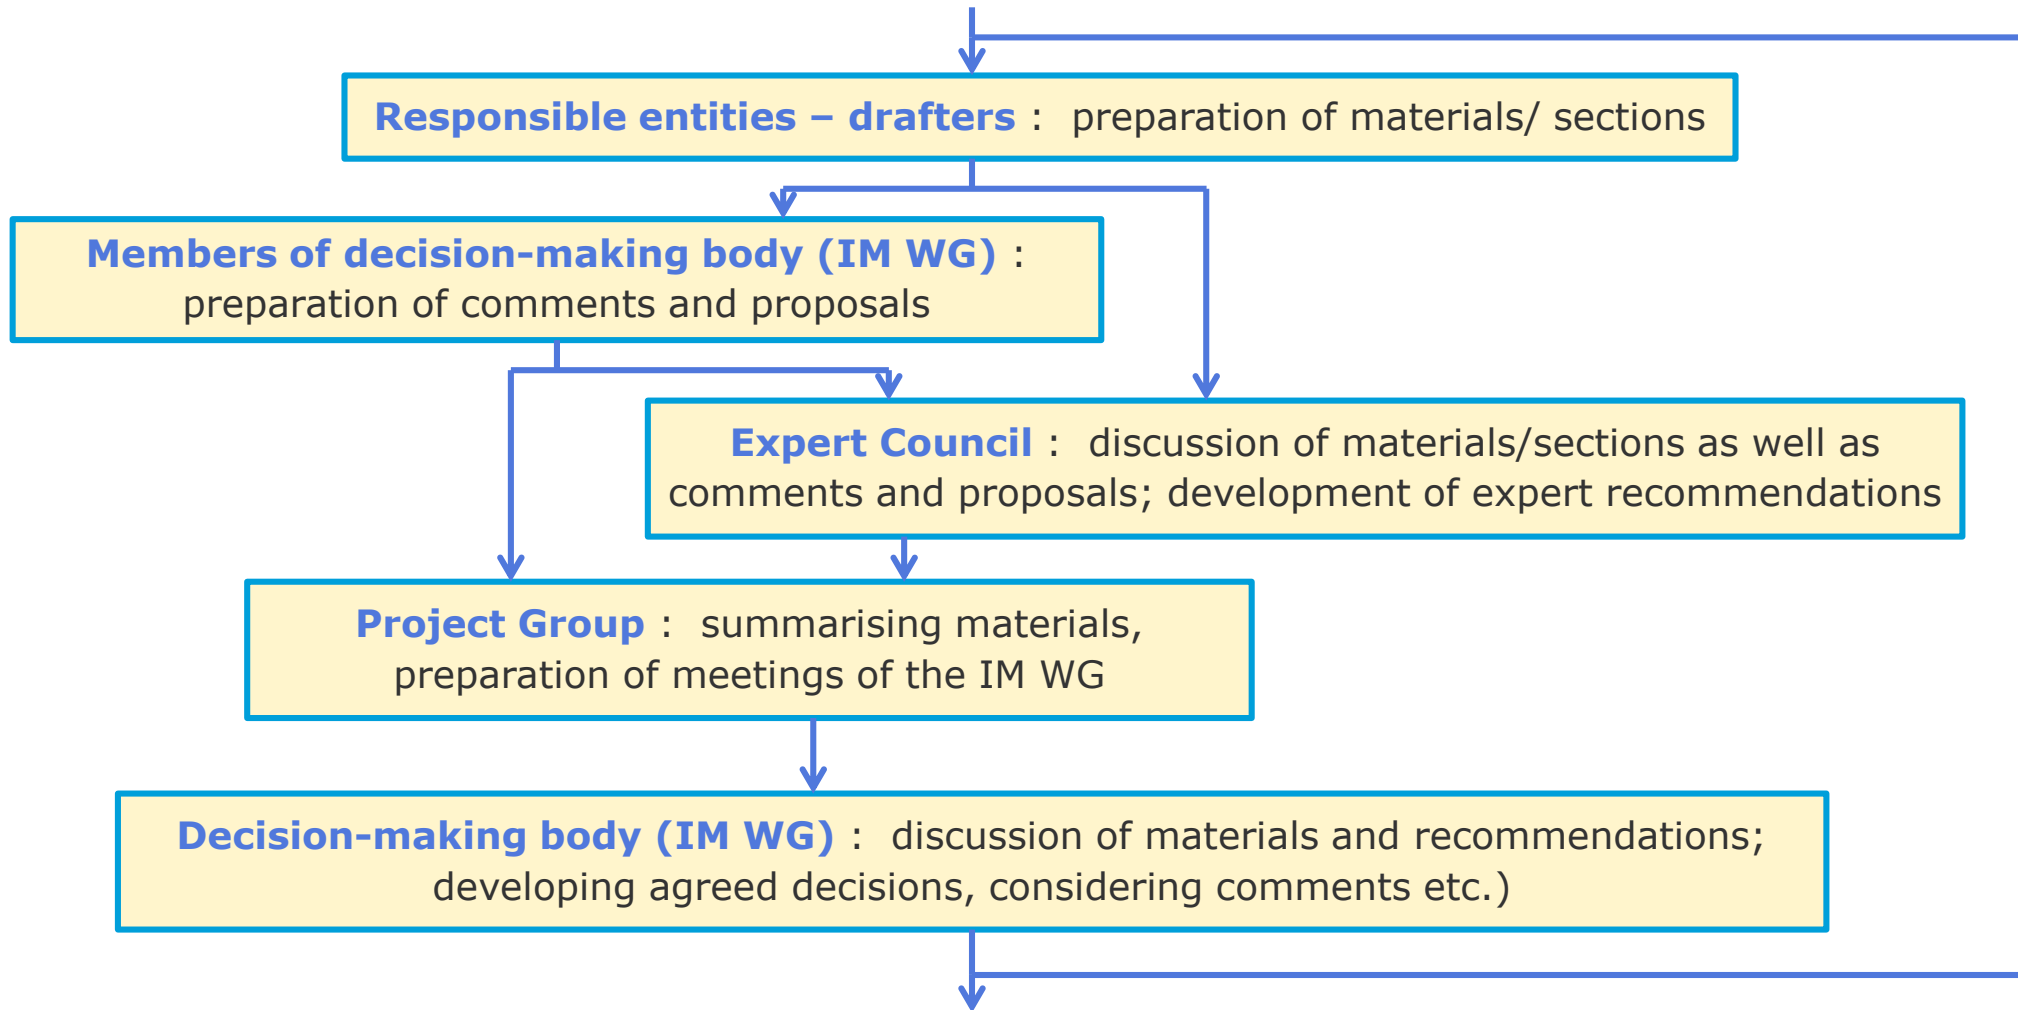 Responsible entities – drafters : preparation of materials/ sections
Members of decision-making body (IM WG) :
preparation of comments and proposals
Expert Council : discussion of materials/sections as well as
comments and proposals; development of expert recommendations
Project Group : summarising materials,
preparation of meetings of the IM WG
Decision-making body (IM WG) : discussion of materials and recommendations;
developing agreed decisions, considering comments etc.)